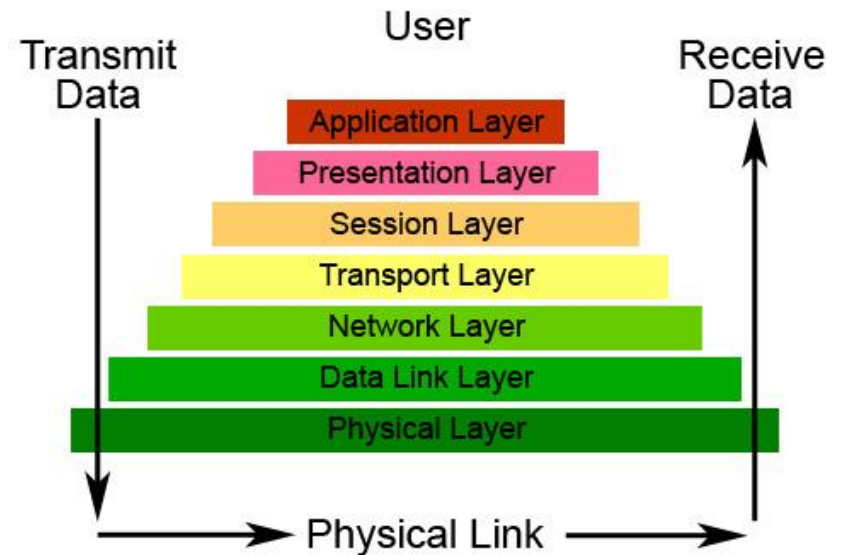 User
Transmit
Data
Receive
Data
Application Layer
Presentation Layer
Session Layer
Transport Layer
Network Layer
Data Link Layer
Physical Layer
Physical Link